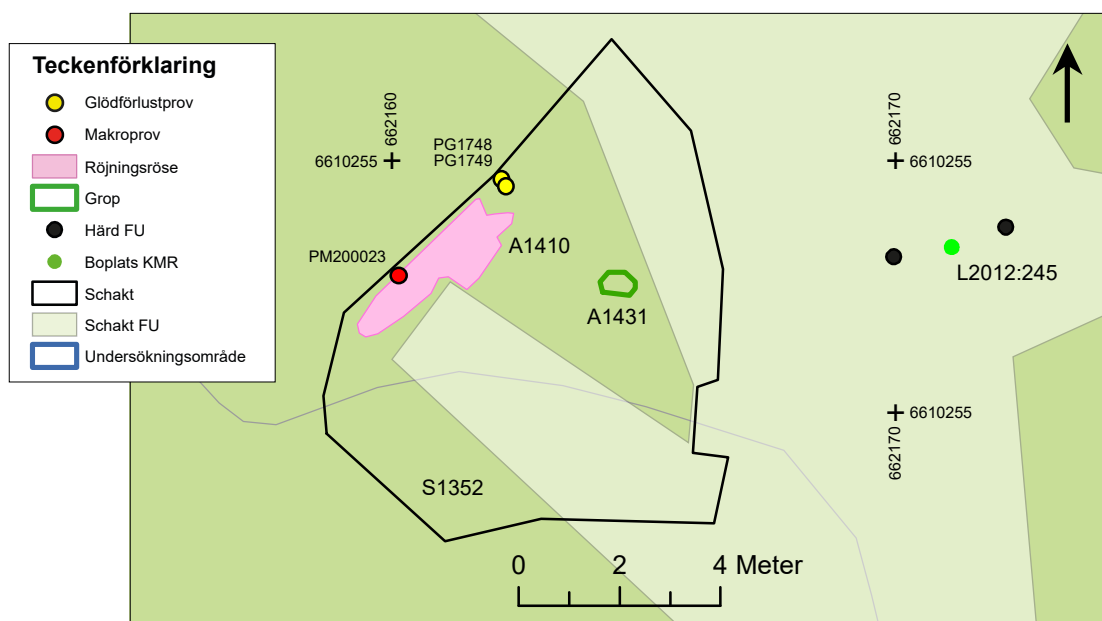 Teckenförklaring
Glödförlustprov
Makroprov
Röjningsröse
Grop
Härd FU
Boplats KMR
Schakt
Schakt FU
Undersökningsområde
662160
6610255
PG1748
PG1749
PM200023
A1410
A1431
S1352
662170
6610255
L2012:245
6610255
662170
0 2 4 Meter